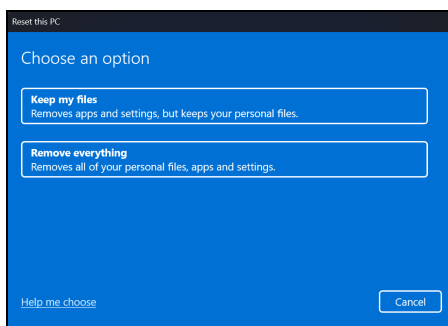 Reset this PC
Choose an option
Keep my files
Removes apps and settings, but keeps your personal files.
Remove everything
Removes all of your personal files, apps and settings.
Help me choose
Cancel